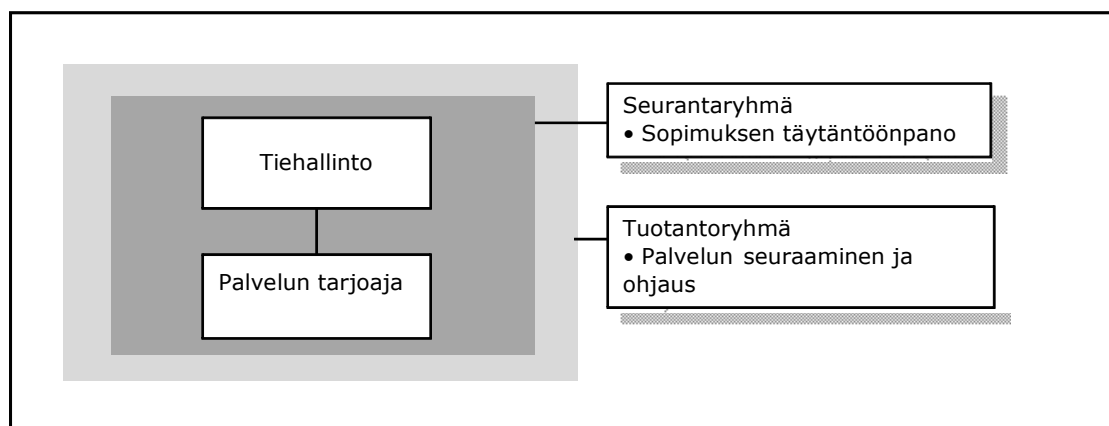 Tiehallinto
Palvelun tarjoaja
Seurantaryhmä
• Sopimuksen täytäntöönpano
Tuotantoryhmä
• Palvelun seuraaminen ja
ohjaus